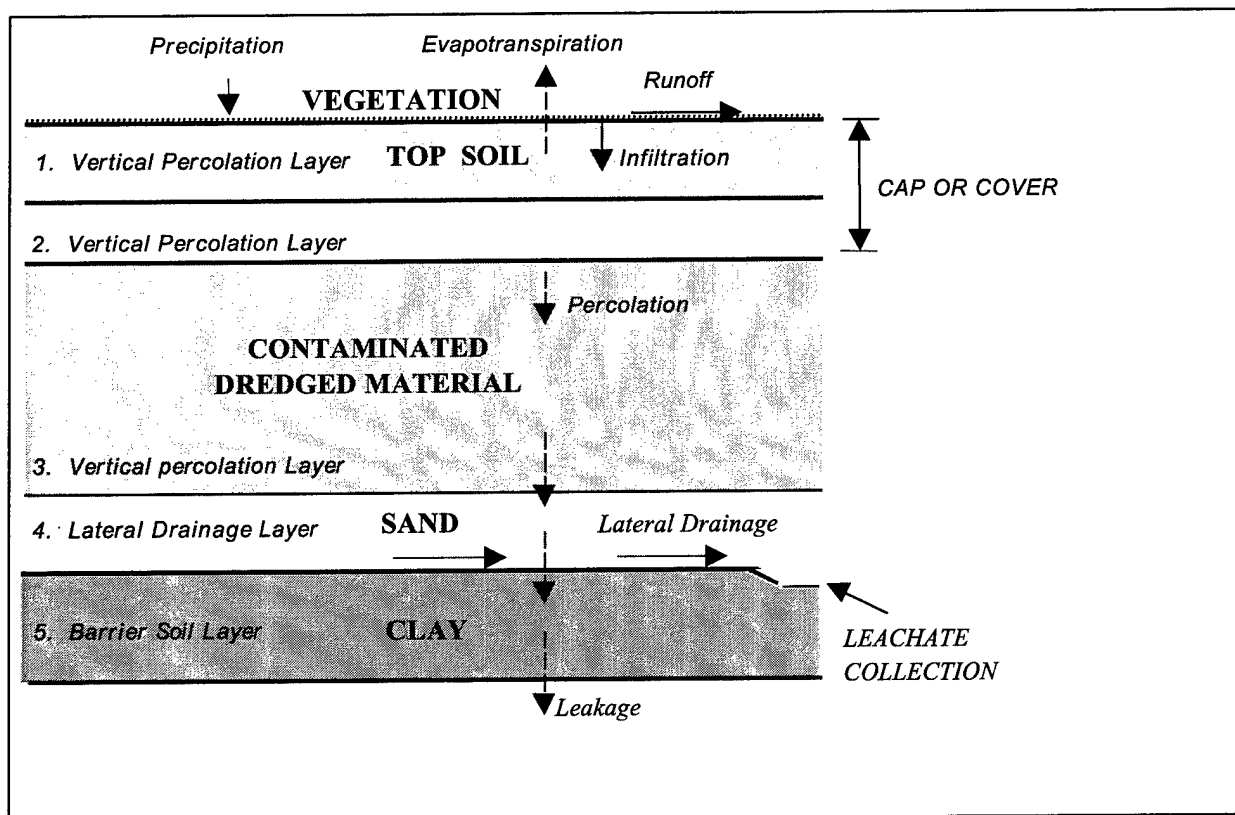 Precipitation
Evapotranspiration
Runoff
VEGETATION
1. Vertical Percolation Layer
TOP SOIL
Infiltration
CAP OR COVER
2. Vertical Percolation Layer
Percolation
CONTAMINATED
DREDGED MATERIAL
3. Vertical percolation Layer
4. Lateral Drainage Layer
SAND
Lateral Drainage
5. Barrier Soil Layer
CLAY
LEACHATE
COLLECTION
Leakage